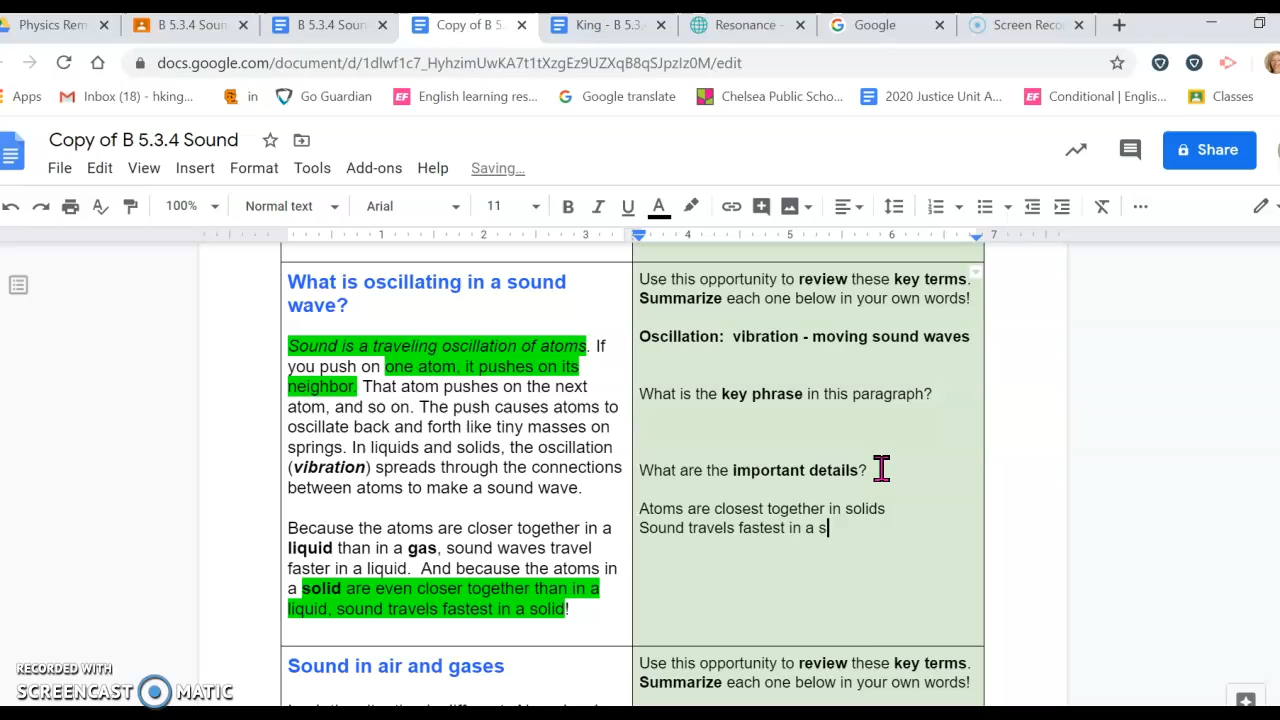 Physics Rem
B 5.3.4 Soun
B 5.3.4 Soun
Copy of B 5.
King - B 5.3.
Resonance -
Google
Screen Reco
docs.google.com/document/d/1dlwf1c7_HyhzimUwKA7t1tXzgEz9UZXqB8qSJpzIz0M/edit
Apps
Inbox (18) - hking...
in
Go Guardian
English learning res...
Google translate
Chelsea Public Scho...
2020 Justice Unit A...
Conditional | Englis...
Classes
Copy of B 5.3.4 Sound
File Edit View Insert Format Tools Add-ons Help Saving...
Share
100% Normal text Arial 11
1 2 3 4 5 6 7
What is oscillating in a sound
wave?
Sound is a traveling oscillation of atoms. If
you push on one atom, it pushes on its
neighbor. That atom pushes on the next
atom, and so on. The push causes atoms to
oscillate back and forth like tiny masses on
springs. In liquids and solids, the oscillation
(vibration) spreads through the connections
between atoms to make a sound wave.
Because the atoms are closer together in a
liquid than in a gas, sound waves travel
faster in a liquid. And because the atoms in
a solid are even closer together than in a
liquid, sound travels fastest in a solid!
Use this opportunity to review these key terms.
Summarize each one below in your own words!
Oscillation: vibration - moving sound waves
What is the key phrase in this paragraph?
What are the important details?
Atoms are closest together in solids
Sound travels fastest in a s
Sound in air and gases
Use this opportunity to review these key terms.
Summarize each one below in your own words!
RECORDED WITH
SCREENCAST MATIC